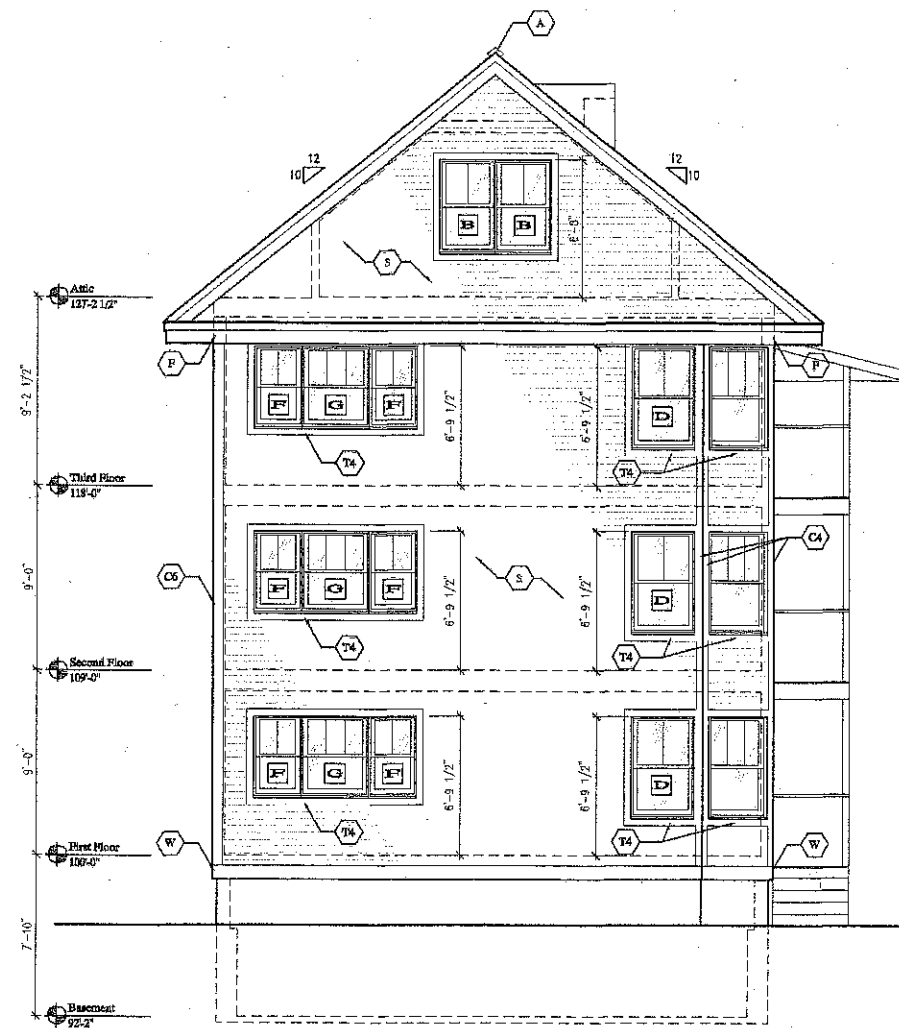 A
12
10
12
10
B B
6'-8"
S
Attic
127'-2 1/2"
F
P
9'-2 1/2"
F G F
6'-9 1/2"
6'-9 1/2"
D
T4
T4
Third Floor
118'-0"
9'-0"
C6
F G F
6'-9 1/2"
S
6'-9 1/2"
D
C4
T4
T4
Second Floor
109'-0"
9'-0"
F G F
6'-9 1/2"
6'-9 1/2"
D
T4
T4
W
W
First Floor
100'-0"
7'-10"
Basement
92'-2"